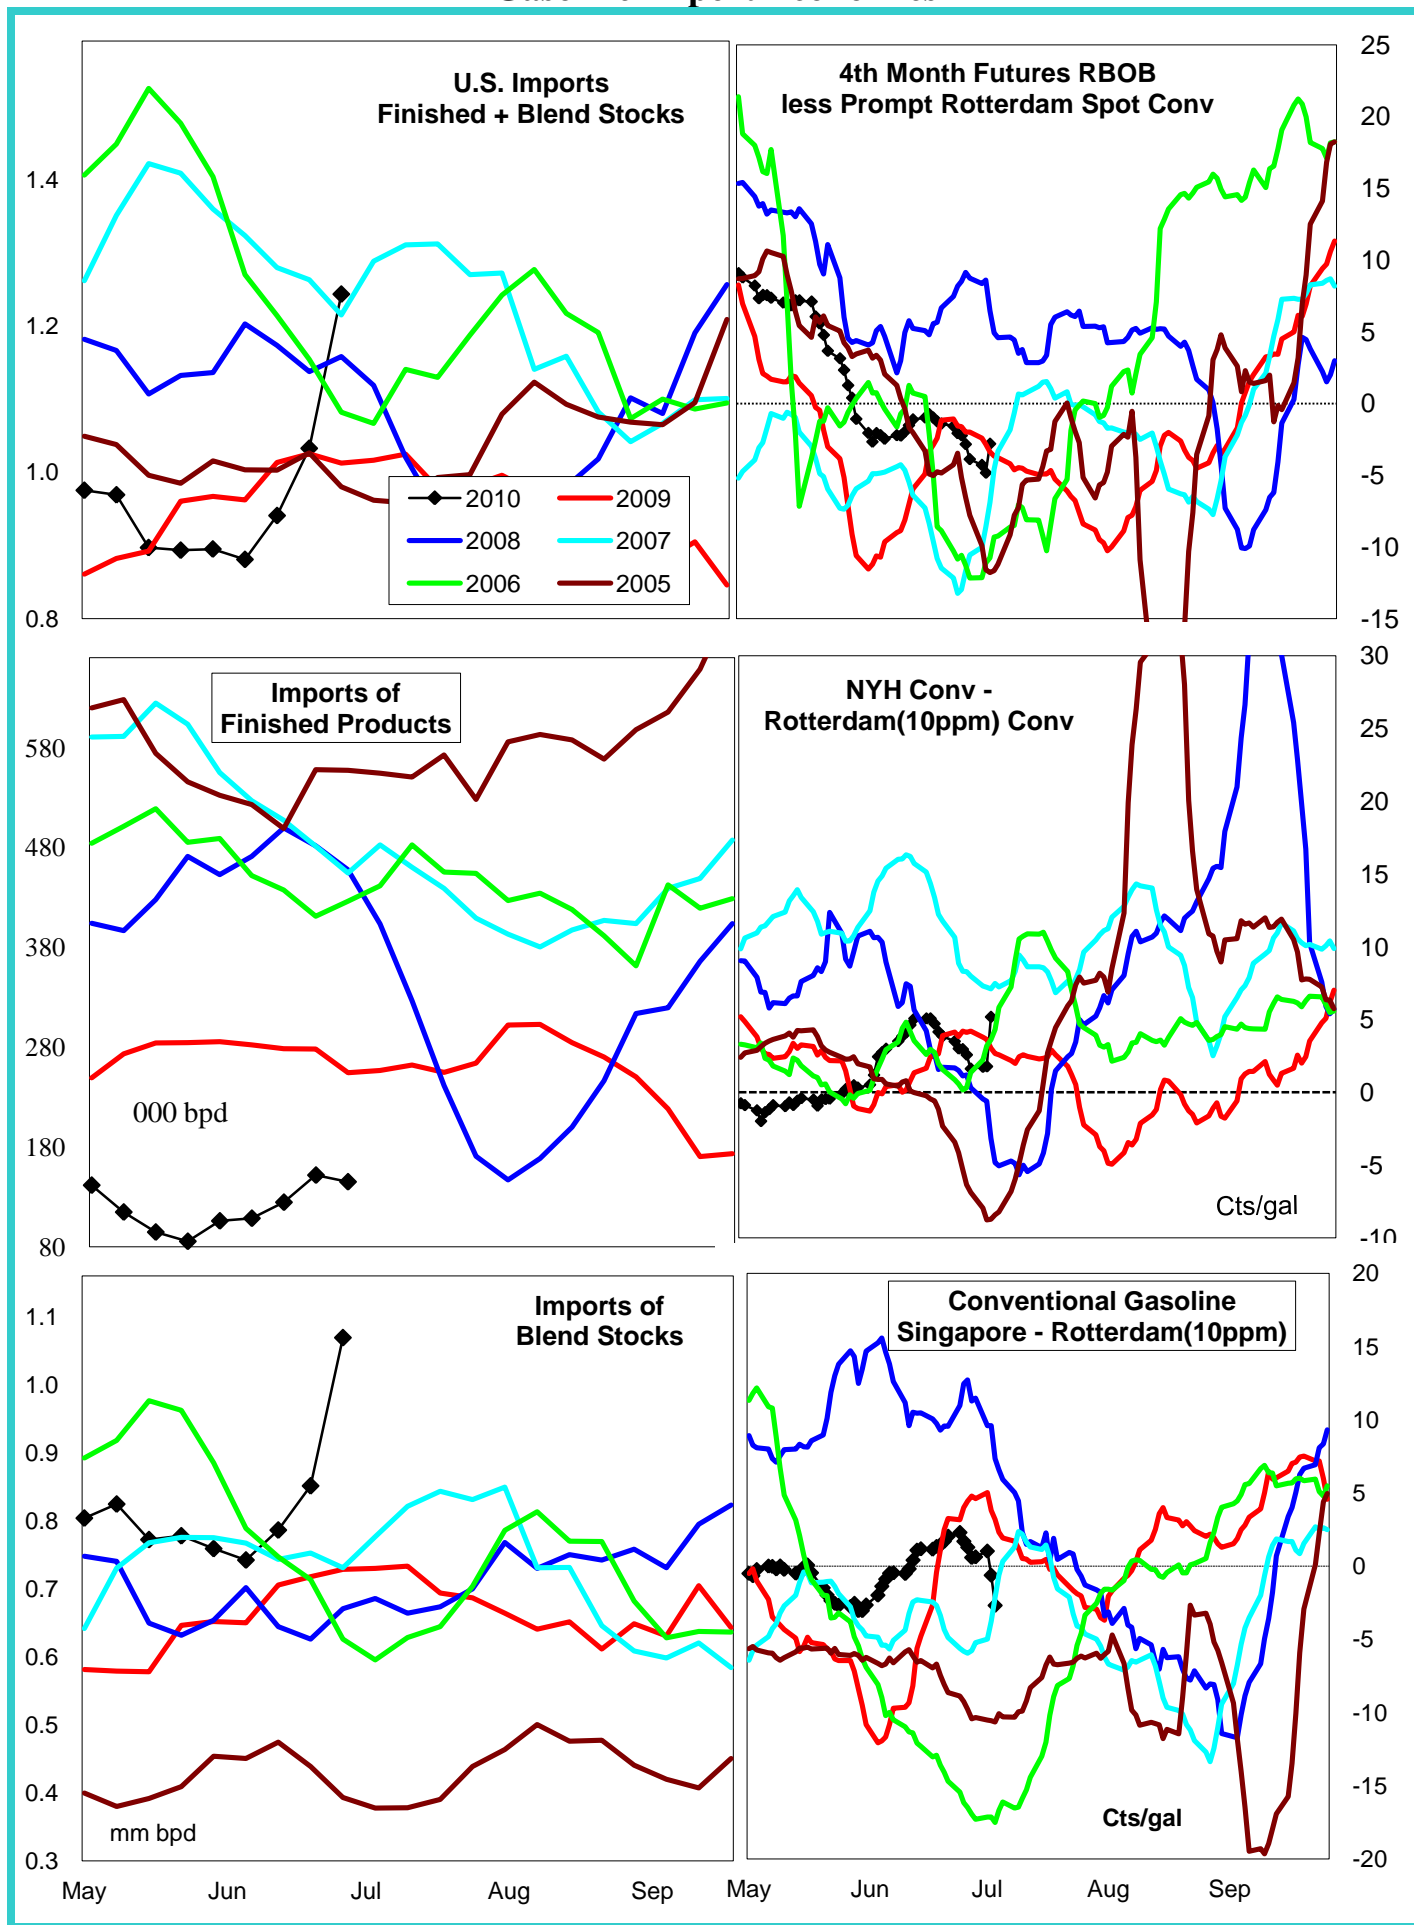 U.S. Imports
Finished + Blend Stocks
1.4
1.2
1.0
0.8
2010
2009
2008
2007
2006
2005
4th Month Futures RBOB
less Prompt Rotterdam Spot Conv
25
20
15
10
5
0
-5
-10
-15
Imports of
Finished Products
580
480
380
280
180
80
000 bpd
NYH Conv -
Rotterdam(10ppm) Conv
30
25
20
15
10
5
0
-5
-10
Cts/gal
Imports of
Blend Stocks
1.1
1.0
0.9
0.8
0.7
0.6
0.5
0.4
0.3
mm bpd
May
Jun
Jul
Aug
Sep
Conventional Gasoline
Singapore - Rotterdam(10ppm)
20
15
10
5
0
-5
-10
-15
-20
Cts/gal
May
Jun
Jul
Aug
Sep